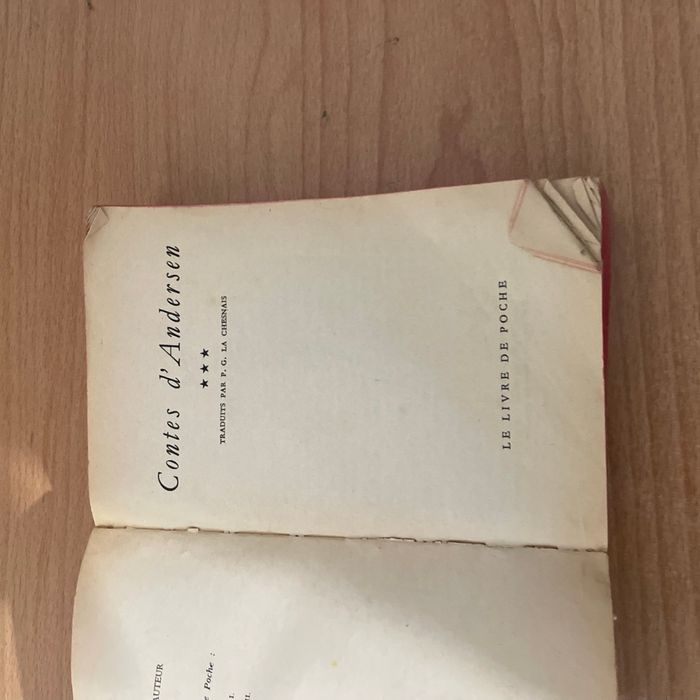 AUTEUR
Poche :
Contes d'Andersen
★ ★ ★
TRADUITS PAR P. G. LA CHESNAIS
LE LIVRE DE POCHE